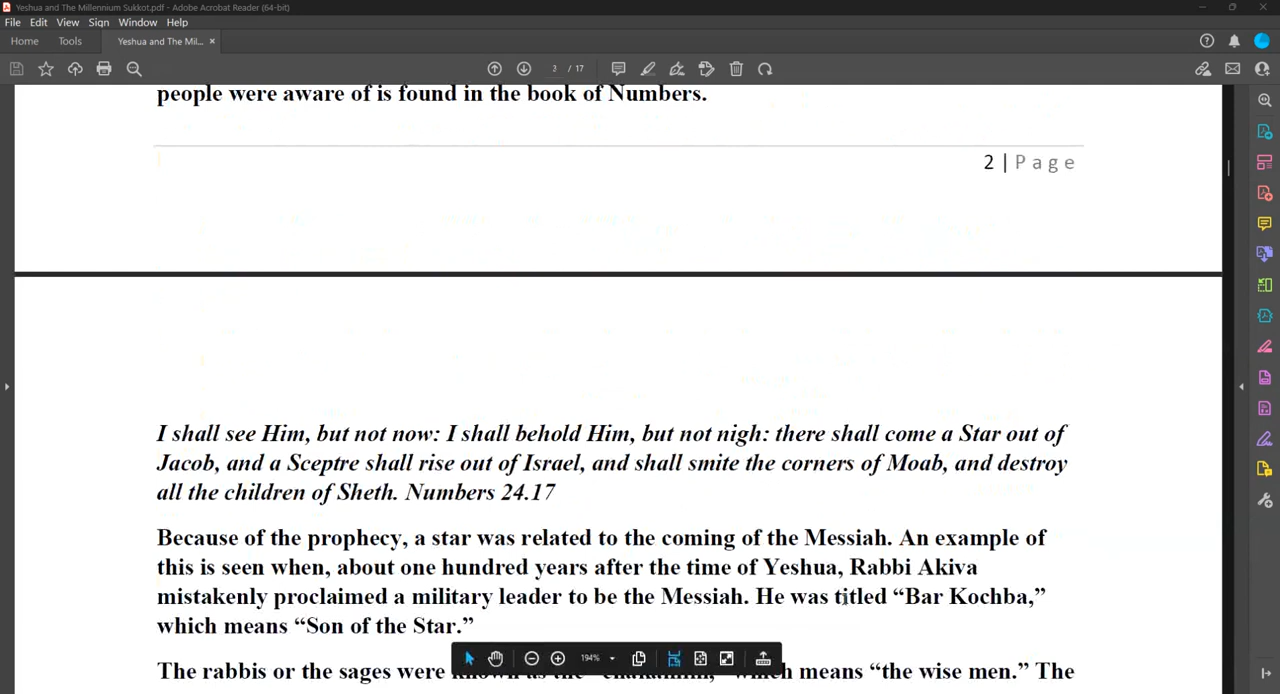 Yeshua and The Millennium Sukkot.pdf - Adobe Acrobat Reader (64-bit)
File Edit View Sign Window Help
Home Tools Yeshua and The Mil... ×
3 / 17
people were aware of is found in the book of Numbers.
2 | Page
I shall see Him, but not now: I shall behold Him, but not nigh: there shall come a Star out of
Jacob, and a Sceptre shall rise out of Israel, and shall smite the corners of Moab, and destroy
all the children of Sheth. Numbers 24.17
Because of the prophecy, a star was related to the coming of the Messiah. An example of
this is seen when, about one hundred years after the time of Yeshua, Rabbi Akiva
mistakenly proclaimed a military leader to be the Messiah. He was titled “Bar Kochba,”
which means “Son of the Star.”
194%
The rabbis or the sages were means “the wise men.” The